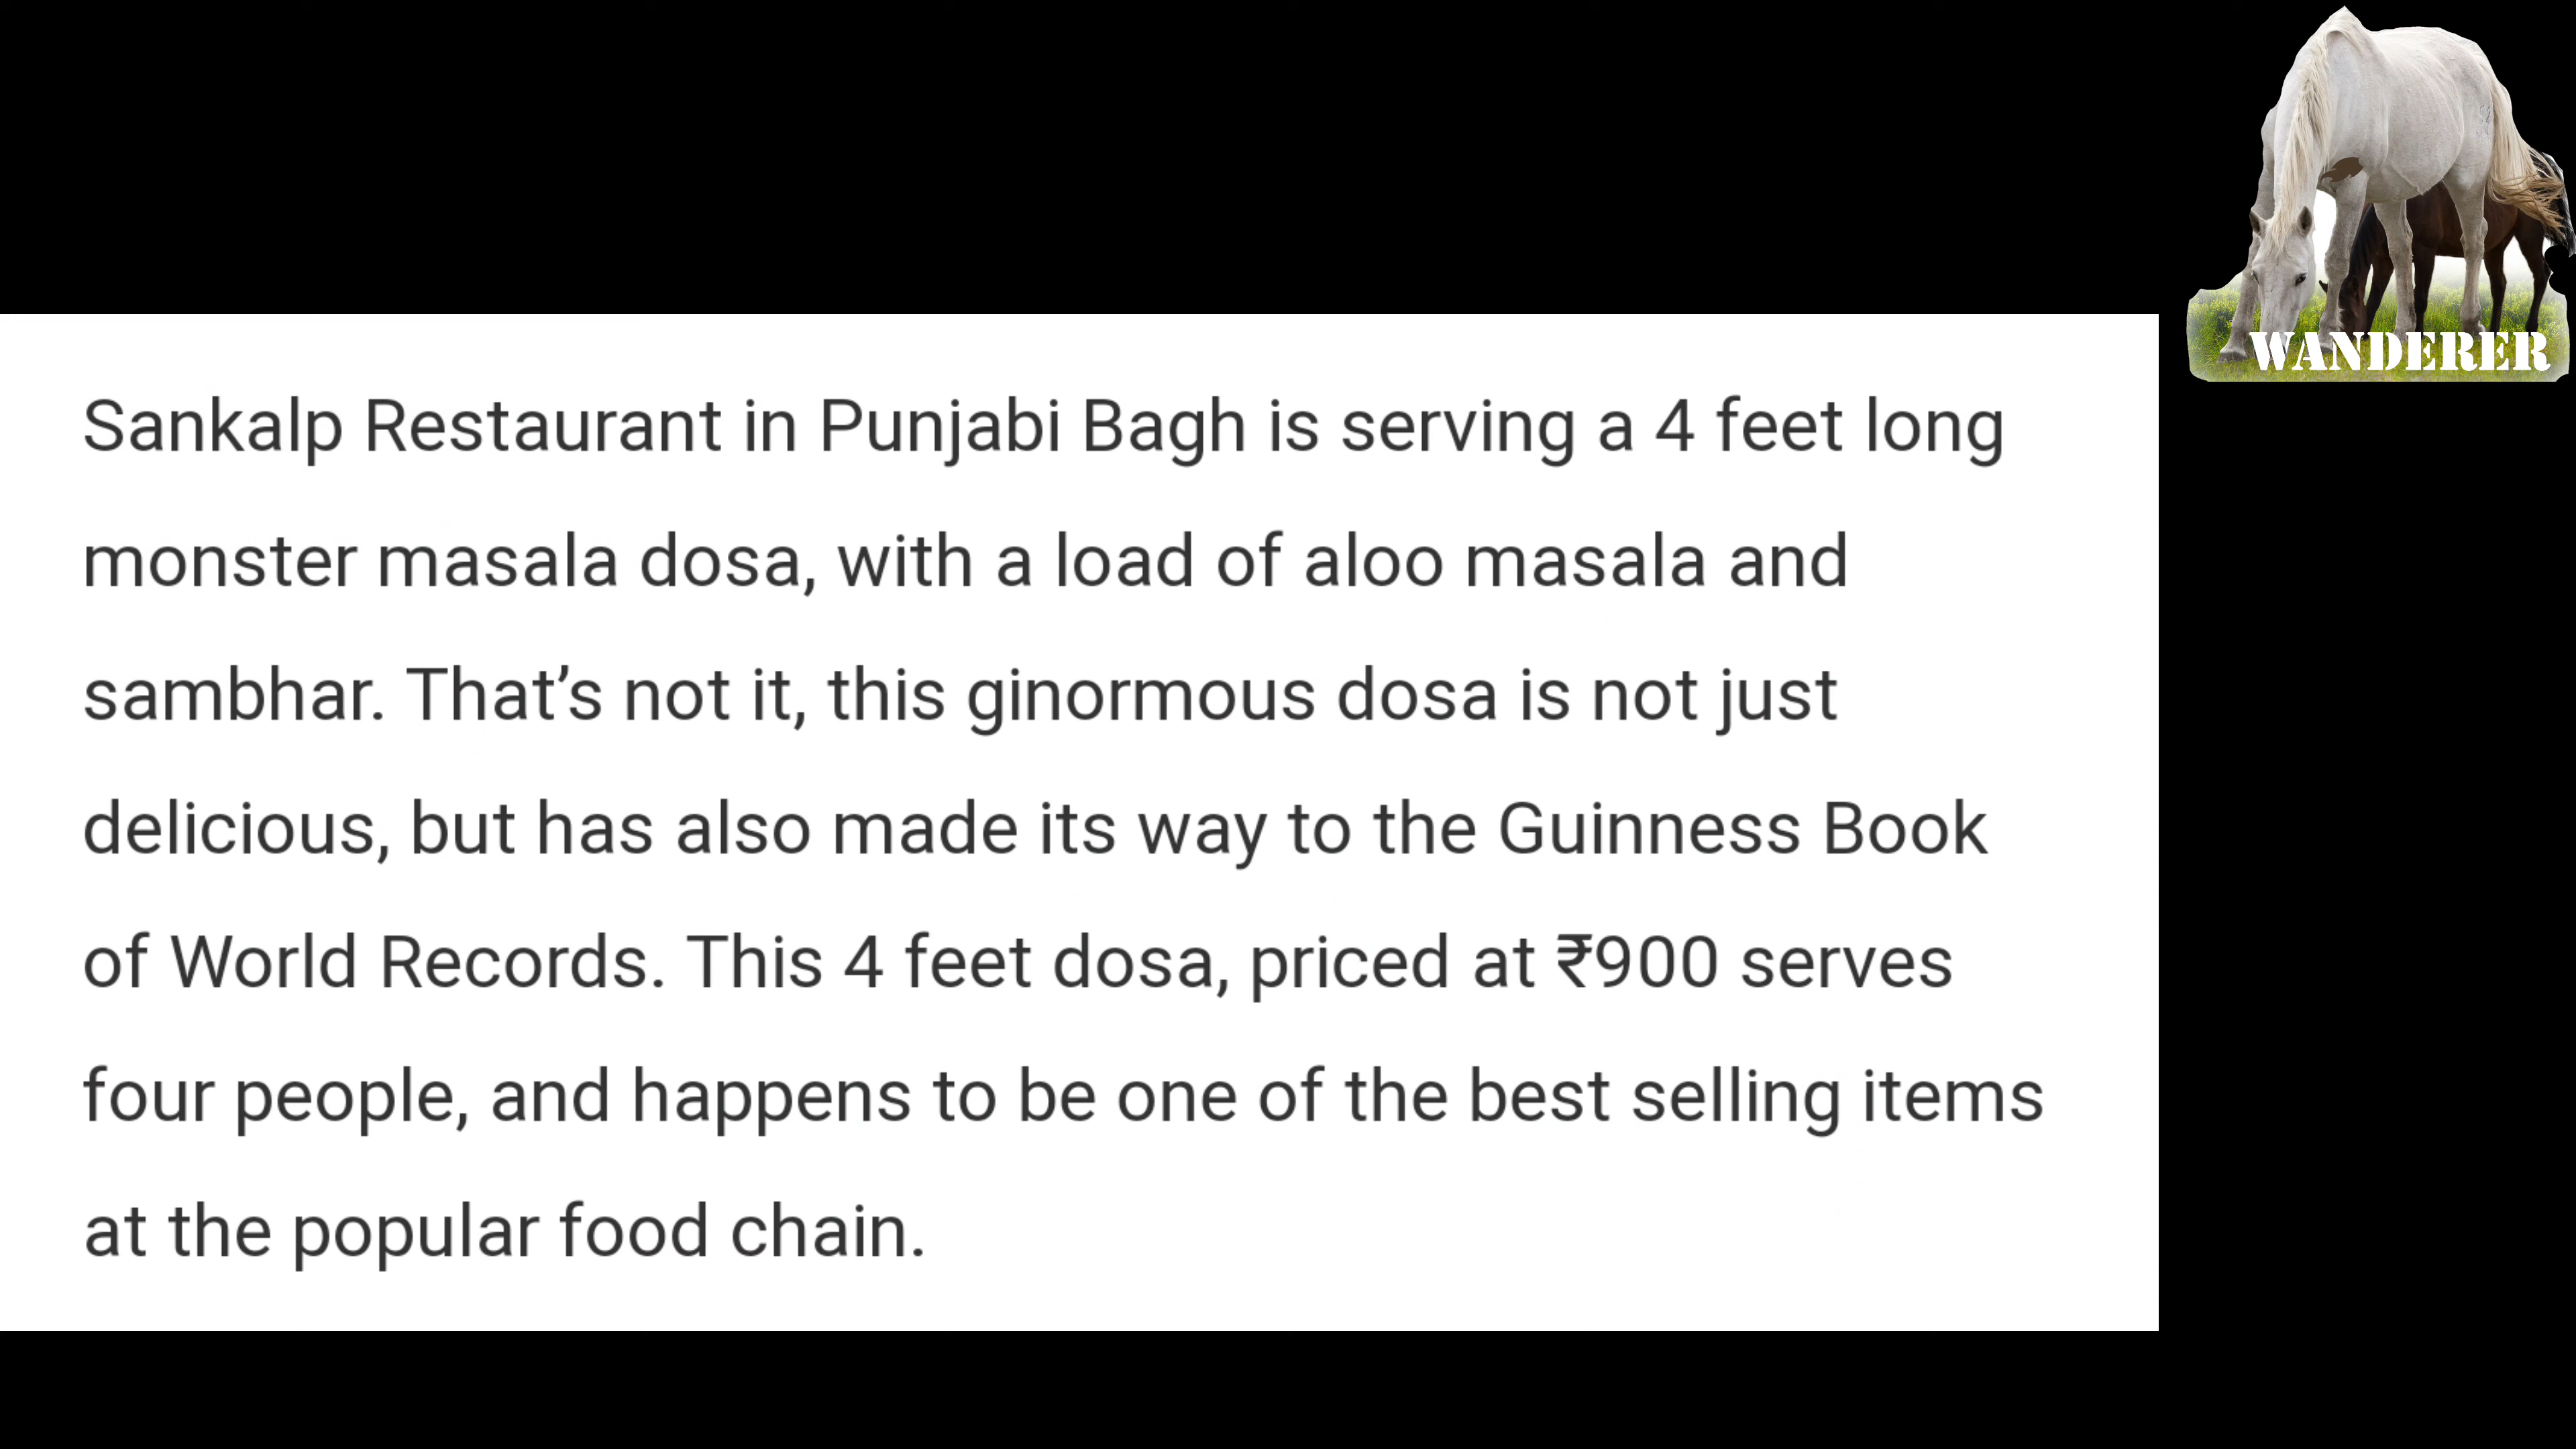 WANDERER
Sankalp Restaurant in Punjabi Bagh is serving a 4 feet long
monster masala dosa, with a load of aloo masala and
sambhar. That’s not it, this ginormous dosa is not just
delicious, but has also made its way to the Guinness Book
of World Records. This 4 feet dosa, priced at ₹900 serves
four people, and happens to be one of the best selling items
at the popular food chain.